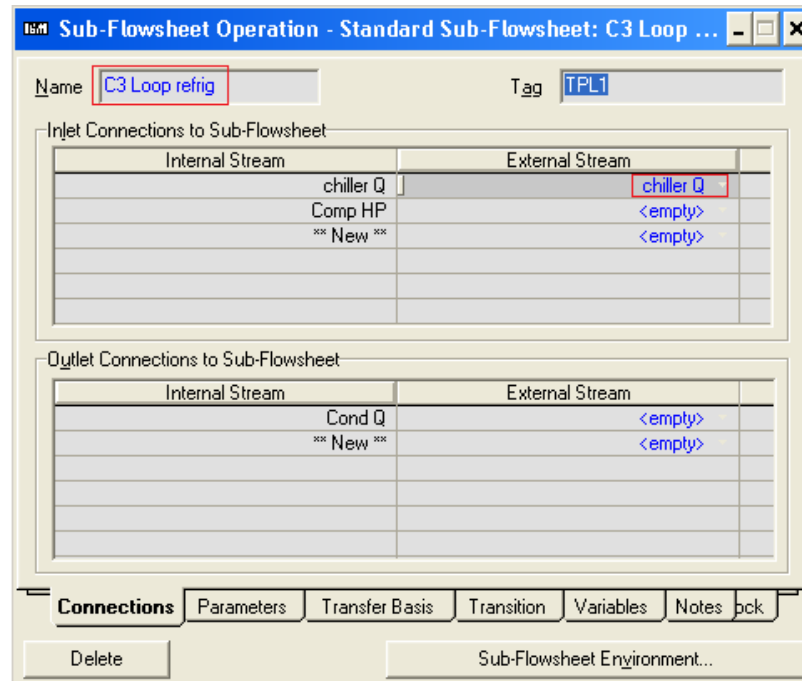 Sub-Flowsheet Operation - Standard Sub-Flowsheet: C3 Loop ...
Name C3 Loop refrig Tag TPL1
Inlet Connections to Sub-Flowsheet
Internal Stream External Stream
chiller Q chiller Q
Comp HP <empty>
** New ** <empty>
Outlet Connections to Sub-Flowsheet
Internal Stream External Stream
Cond Q <empty>
** New ** <empty>
Connections Parameters Transfer Basis Transition Variables Notes ock
Delete Sub-Flowsheet Environment...